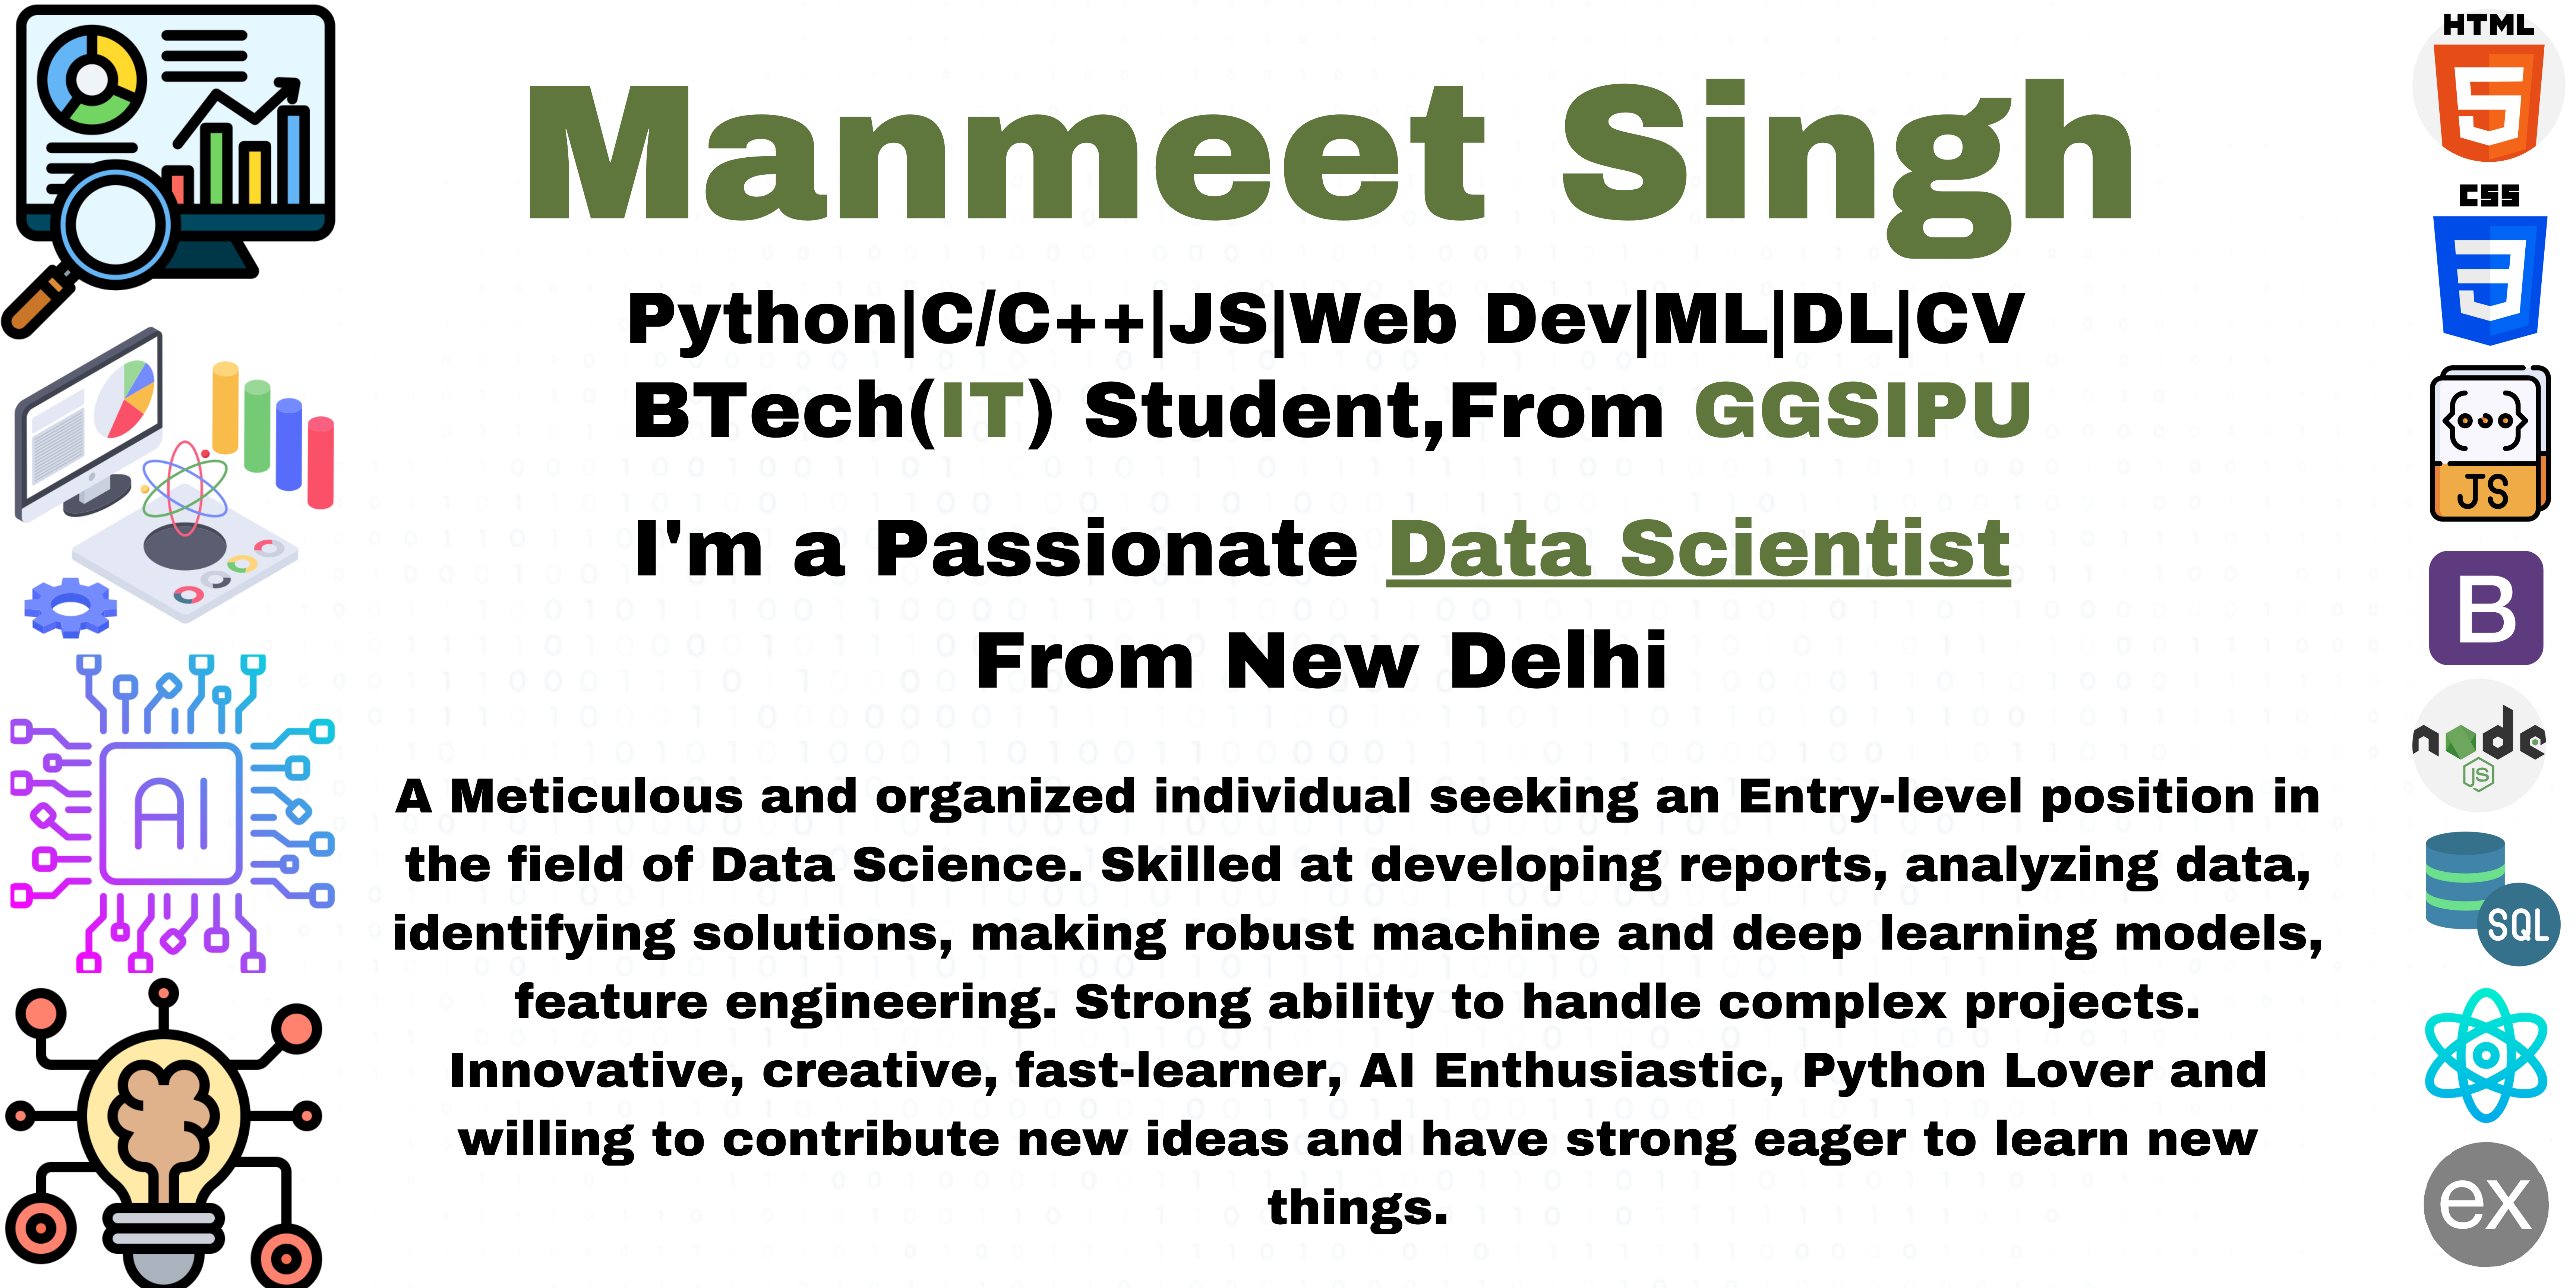 Manmeet Singh
Python|C/C++|JS|Web Dev|ML|DL|CV
BTech(IT) Student,From GGSIPU
I'm a Passionate Data Scientist
From New Delhi
A Meticulous and organized individual seeking an Entry-level position in
the field of Data Science. Skilled at developing reports, analyzing data,
identifying solutions, making robust machine and deep learning models,
feature engineering. Strong ability to handle complex projects.
Innovative, creative, fast-learner, AI Enthusiastic, Python Lover and
willing to contribute new ideas and have strong eager to learn new
things.
AI
HTML
5
CSS
3
{...}
JS
B
node
JS
SQL
ex